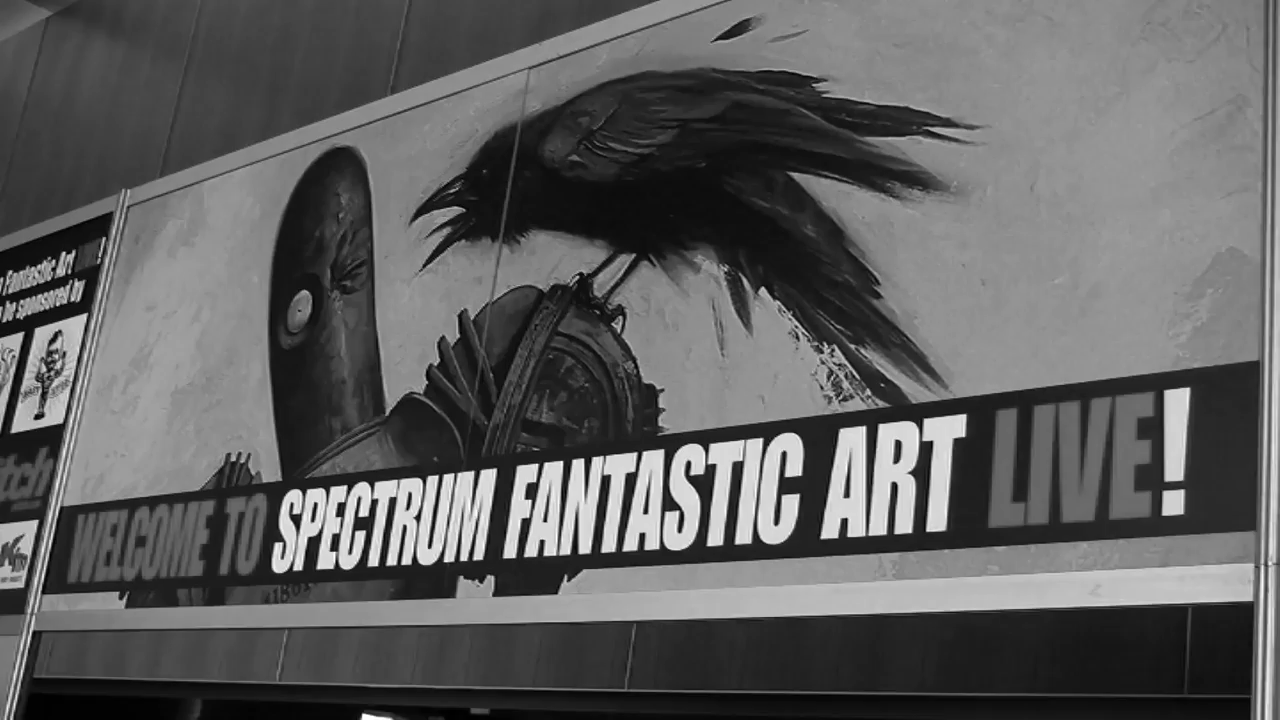 Fantastic Art !
be sponsored by
WELCOME TO SPECTRUM FANTASTIC ART LIVE!